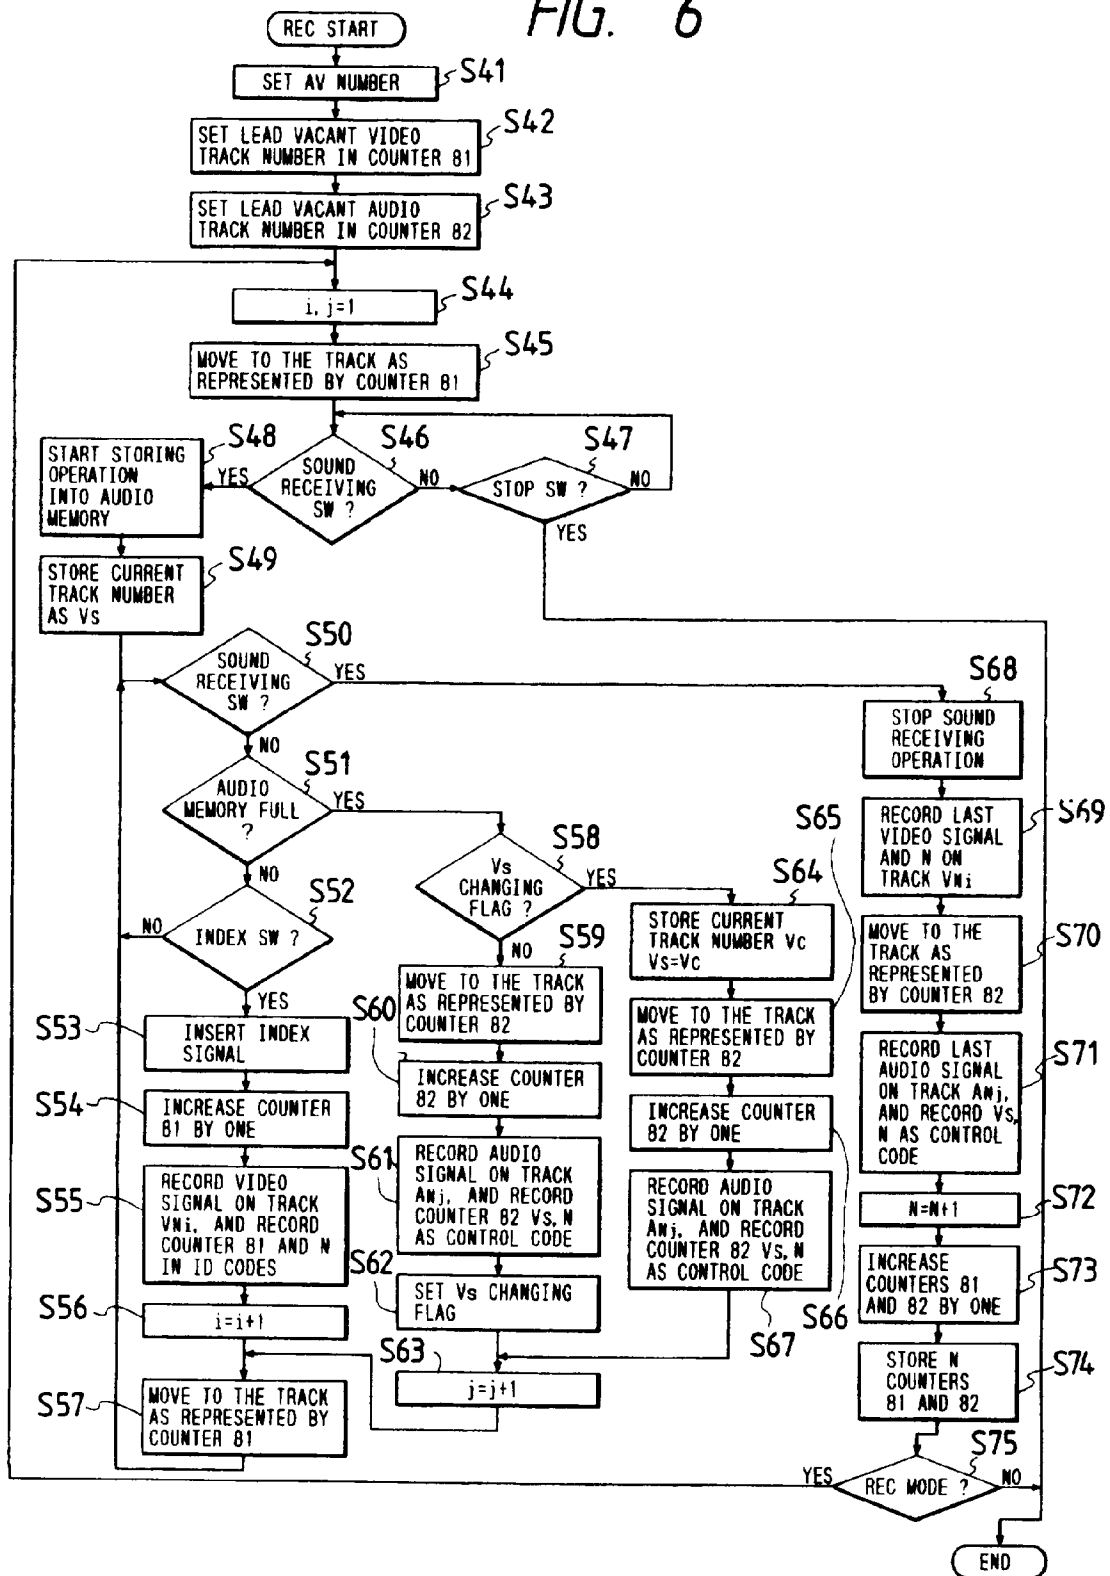 FIG. 6
REC START
SET AV NUMBER
S41
SET LEAD VACANT VIDEO
TRACK NUMBER IN COUNTER 81
S42
SET LEAD VACANT AUDIO
TRACK NUMBER IN COUNTER 82
S43
i, j=1
S44
MOVE TO THE TRACK AS
REPRESENTED BY COUNTER 81
S45
SOUND
RECEIVING
SW ?
S46
YES
NO
STOP SW ?
S47
NO
YES
START STORING
OPERATION
INTO AUDIO
MEMORY
S48
STORE CURRENT
TRACK NUMBER
AS Vs
S49
SOUND
RECEIVING
SW ?
S50
YES
NO
AUDIO
MEMORY FULL
?
S51
YES
NO
INDEX SW ?
S52
NO
YES
S53
INSERT INDEX
SIGNAL
S54
INCREASE COUNTER
81 BY ONE
S55
RECORD VIDEO
SIGNAL ON TRACK
VNi, AND RECORD
COUNTER 81 AND N
IN ID CODES
S56
i=i+1
S57
MOVE TO THE TRACK
AS REPRESENTED BY
COUNTER 81
Vs
CHANGING
FLAG ?
S58
YES
NO
S59
MOVE TO THE TRACK
AS REPRESENTED BY
COUNTER 82
S60
INCREASE COUNTER
82 BY ONE
S61
RECORD AUDIO
SIGNAL ON TRACK
ANj, AND RECORD
COUNTER 82 Vs, N
AS CONTROL CODE
S62
SET Vs CHANGING
FLAG
S63
j=j+1
S64
STORE CURRENT
TRACK NUMBER Vc
Vs=Vc
S65
MOVE TO THE TRACK
AS REPRESENTED BY
COUNTER 82
INCREASE COUNTER
82 BY ONE
S66
RECORD AUDIO
SIGNAL ON TRACK
ANj, AND RECORD
COUNTER 82 Vs, N
AS CONTROL CODE
S67
S68
STOP SOUND
RECEIVING
OPERATION
S69
RECORD LAST
VIDEO SIGNAL
AND N ON
TRACK VNi
S70
MOVE TO THE
TRACK AS
REPRESENTED
BY COUNTER 82
S71
RECORD LAST
AUDIO SIGNAL
ON TRACK ANj,
AND RECORD Vs,
N AS CONTROL
CODE
S72
N=N+1
S73
INCREASE
COUNTERS 81
AND 82 BY ONE
S74
STORE N
COUNTERS
81 AND 82
S75
REC MODE ?
YES
NO
END